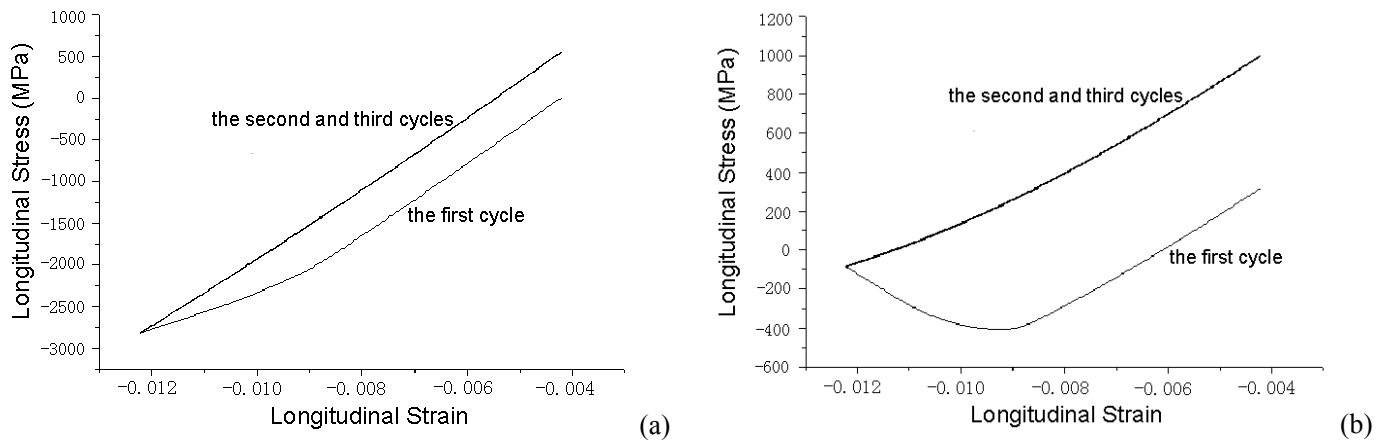 1000
500
0
-500
-1000
-1500
-2000
-2500
-3000
Longitudinal Stress (MPa)
the second and third cycles
the first cycle
-0.012 -0.010 -0.008 -0.006 -0.004
Longitudinal Strain
(a)
1200
1000
800
600
400
200
0
-200
-400
-600
Longitudinal Stress (MPa)
the second and third cycles
the first cycle
-0.012 -0.010 -0.008 -0.006 -0.004
Longitudinal Strain
(b)